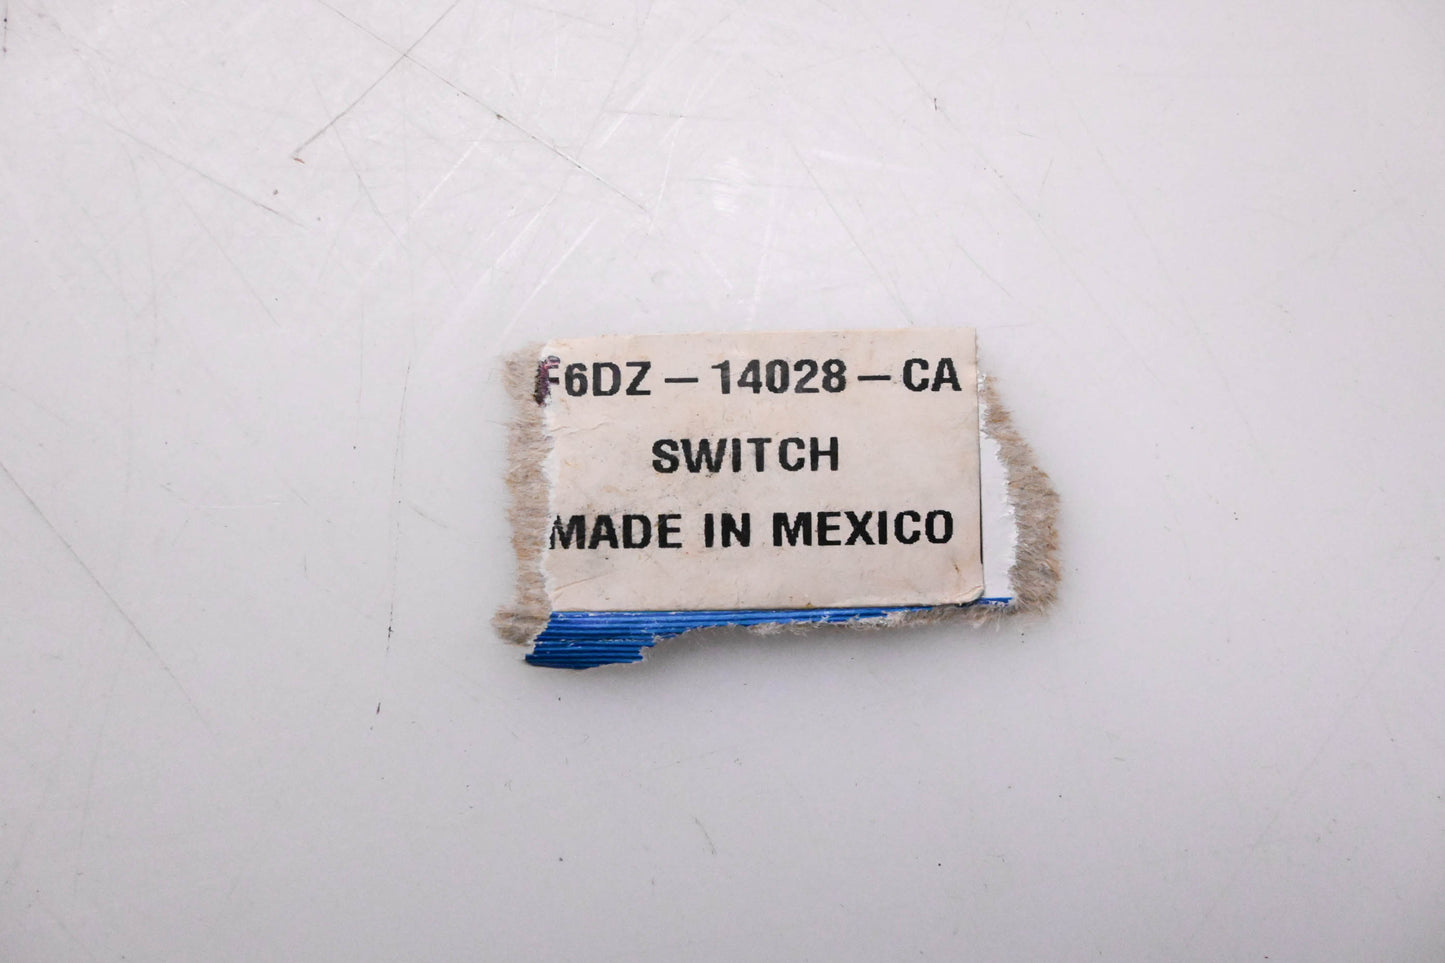 F6DZ-14028-CA
SWITCH
MADE IN MEXICO